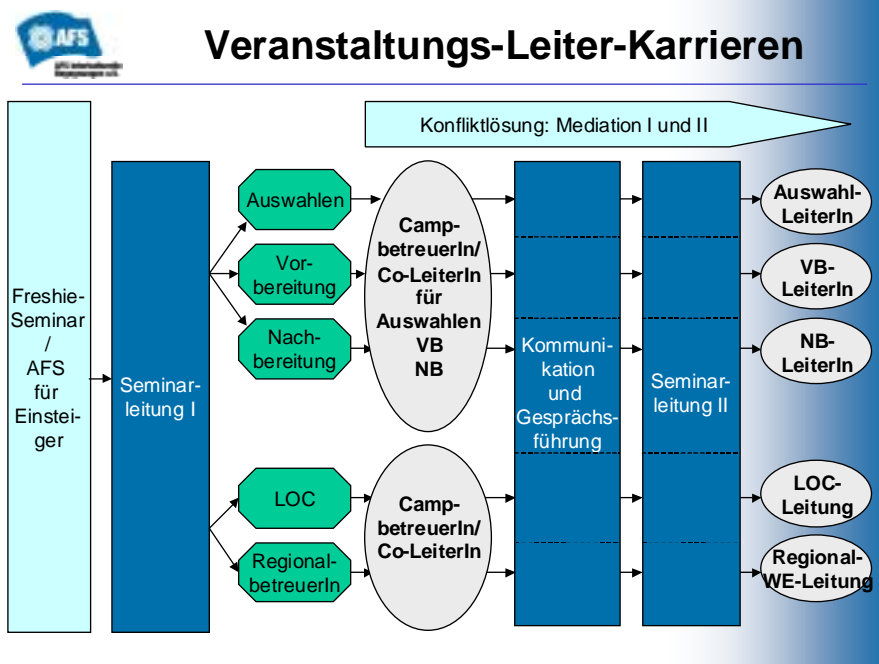 AFS
Veranstaltungs-Leiter-Karrieren
Konfliktlösung: Mediation I und II
Freshie-
Seminar
/
AFS
für
Einstei-
ger
Seminar-
leitung I
Auswahlen
Vor-
bereitung
Nach-
bereitung
LOC
Regional-
betreuerIn
Camp-
betreuerIn/
Co-LeiterIn
für
Auswahlen
VB
NB
Camp-
betreuerIn/
Co-LeiterIn
Kommuni-
kation
und
Gesprächs-
führung
Seminar-
leitung II
Auswahl-
LeiterIn
VB-
LeiterIn
NB-
LeiterIn
LOC-
Leitung
Regional-
WE-Leitung